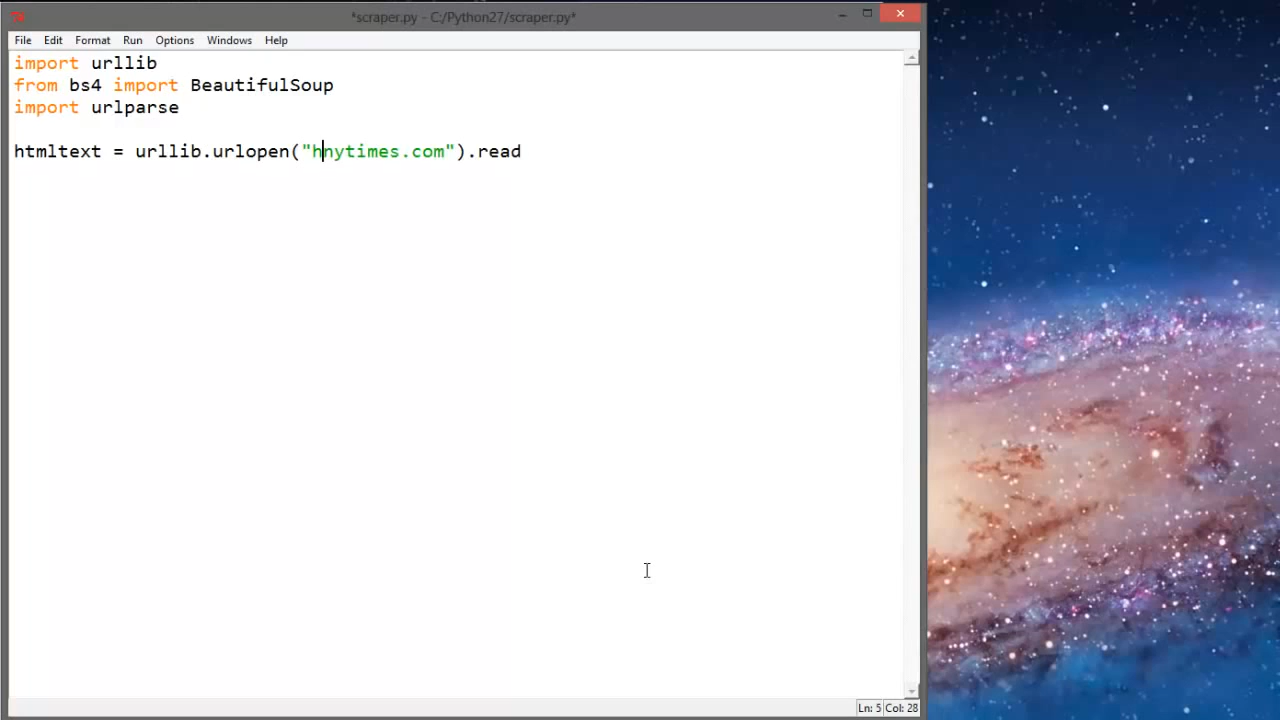 *scraper.py - C:/Python27/scraper.py*
File Edit Format Run Options Windows Help
import urllib
from bs4 import BeautifulSoup
import urlparse
htmltext = urllib.urlopen("hnytimes.com").read
Ln: 5 Col: 28